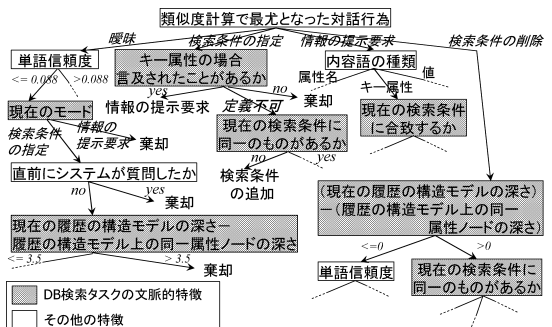 類似度計算で最尤となった対話行為
曖昧
検索条件の指定
情報の提示要求
検索条件の削除
単語信頼度
キー属性の場合
言及されたことがあるか
内容語の種類
<= 0.088
>0.088
yes
no
属性名
キー属性
値
情報の提示要求
定義不可
棄却
現在のモード
現在の検索条件に
同一のものがあるか
現在の検索条件
に合致するか
検索条件
の指定
情報の
提示要求
棄却
no
yes
直前にシステムが質問したか
検索条件
の追加
no
yes
棄却
(現在の履歴の構造モデルの深さ)
−(履歴の構造モデル上の同一
属性ノードの深さ)
現在の履歴の構造モデルの深さ−
履歴の構造モデル上の同一属性ノードの深さ
<= 3.5
> 3.5
棄却
<=0
>0
単語信頼度
現在の検索条件に
同一のものがあるか
DB検索タスクの文脈的特徴
その他の特徴